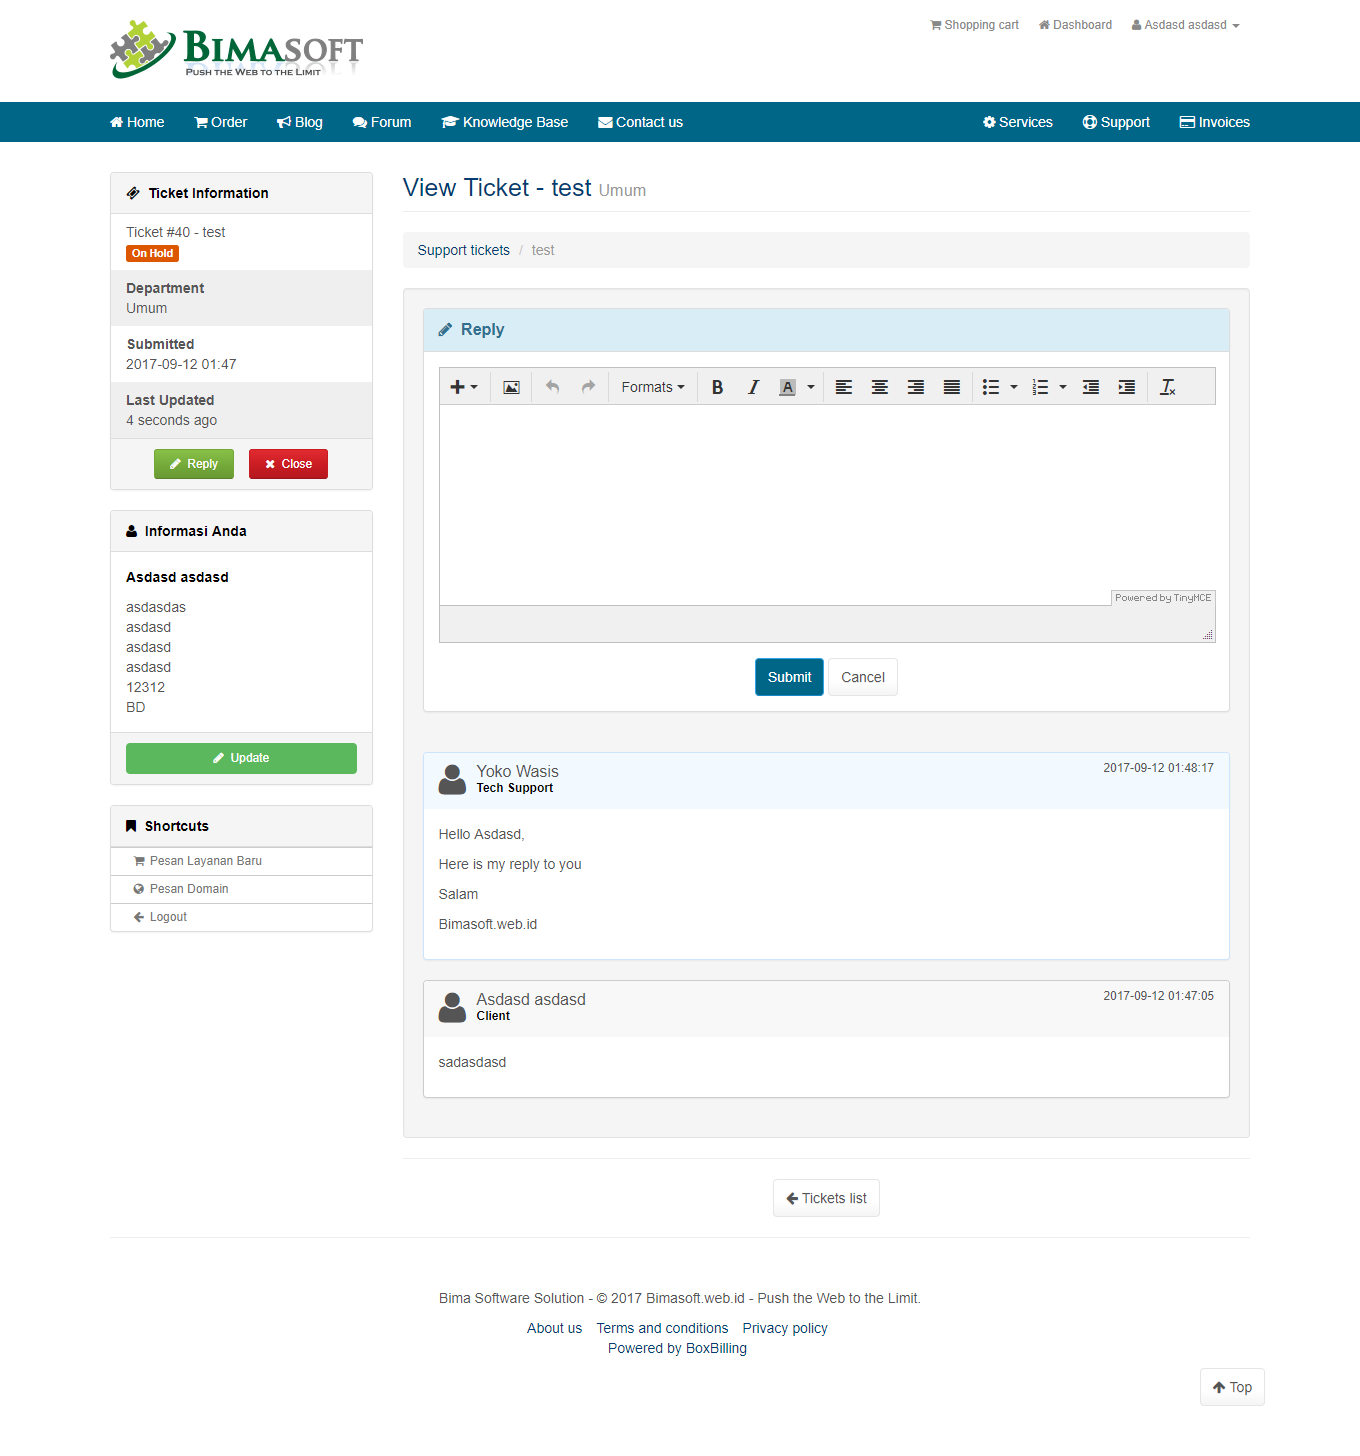 BIMASOFT
PUSH THE WEB TO THE LIMIT
Shopping cart Dashboard Asdasd asdasd
Home Order Blog Forum Knowledge Base Contact us Services Support Invoices
Ticket Information
Ticket #40 - test
On Hold
Department
Umum
Submitted
2017-09-12 01:47
Last Updated
4 seconds ago
Reply Close
Informasi Anda
Asdasd asdasd
asdasdas
asdasd
asdasd
asdasd
12312
BD
Update
Shortcuts
Pesan Layanan Baru
Pesan Domain
Logout
View Ticket - test Umum
Support tickets / test
Reply
Formats B I A
Powered by TinyMCE
Submit Cancel
Yoko Wasis 2017-09-12 01:48:17
Tech Support
Hello Asdasd,
Here is my reply to you
Salam
Bimasoft.web.id
Asdasd asdasd 2017-09-12 01:47:05
Client
sadasdasd
Tickets list
Bima Software Solution - © 2017 Bimasoft.web.id - Push the Web to the Limit.
About us Terms and conditions Privacy policy
Powered by BoxBilling
Top